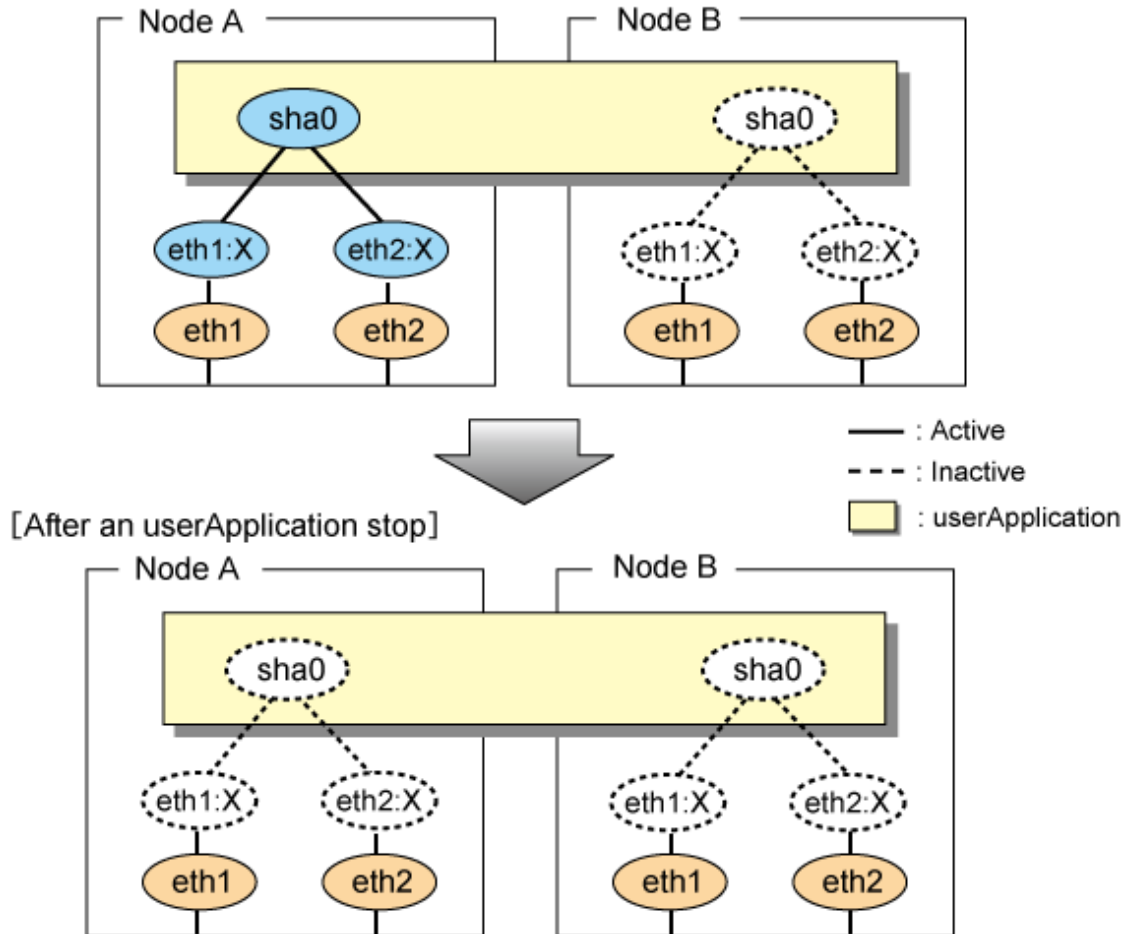 Node A
Node B
sha0
sha0
eth1:X
eth2:X
eth1:X
eth2:X
eth1
eth2
eth1
eth2
: Active
: Inactive
: userApplication
[After an userApplication stop]
Node A
Node B
sha0
sha0
eth1:X
eth2:X
eth1:X
eth2:X
eth1
eth2
eth1
eth2